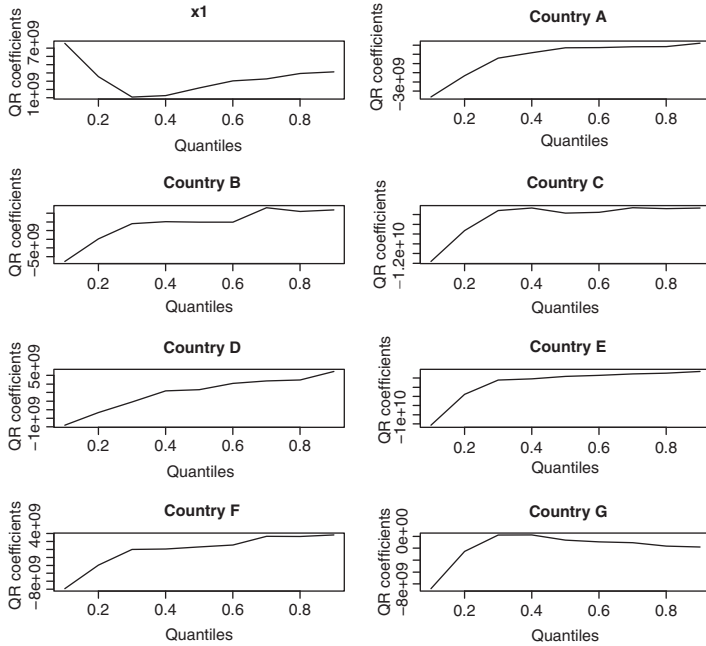 x1
QR coefficients
1e+09 7e+09
0.2 0.4 0.6 0.8
Quantiles
Country A
QR coefficients
−3e+09
0.2 0.4 0.6 0.8
Quantiles
Country B
QR coefficients
−5e+09
0.2 0.4 0.6 0.8
Quantiles
Country C
QR coefficients
−1.2e+10
0.2 0.4 0.6 0.8
Quantiles
Country D
QR coefficients
−1e+09 5e+09
0.2 0.4 0.6 0.8
Quantiles
Country E
QR coefficients
−1e+10
0.2 0.4 0.6 0.8
Quantiles
Country F
QR coefficients
−8e+09 4e+09
0.2 0.4 0.6 0.8
Quantiles
Country G
QR coefficients
−8e+09 0e+00
0.2 0.4 0.6 0.8
Quantiles